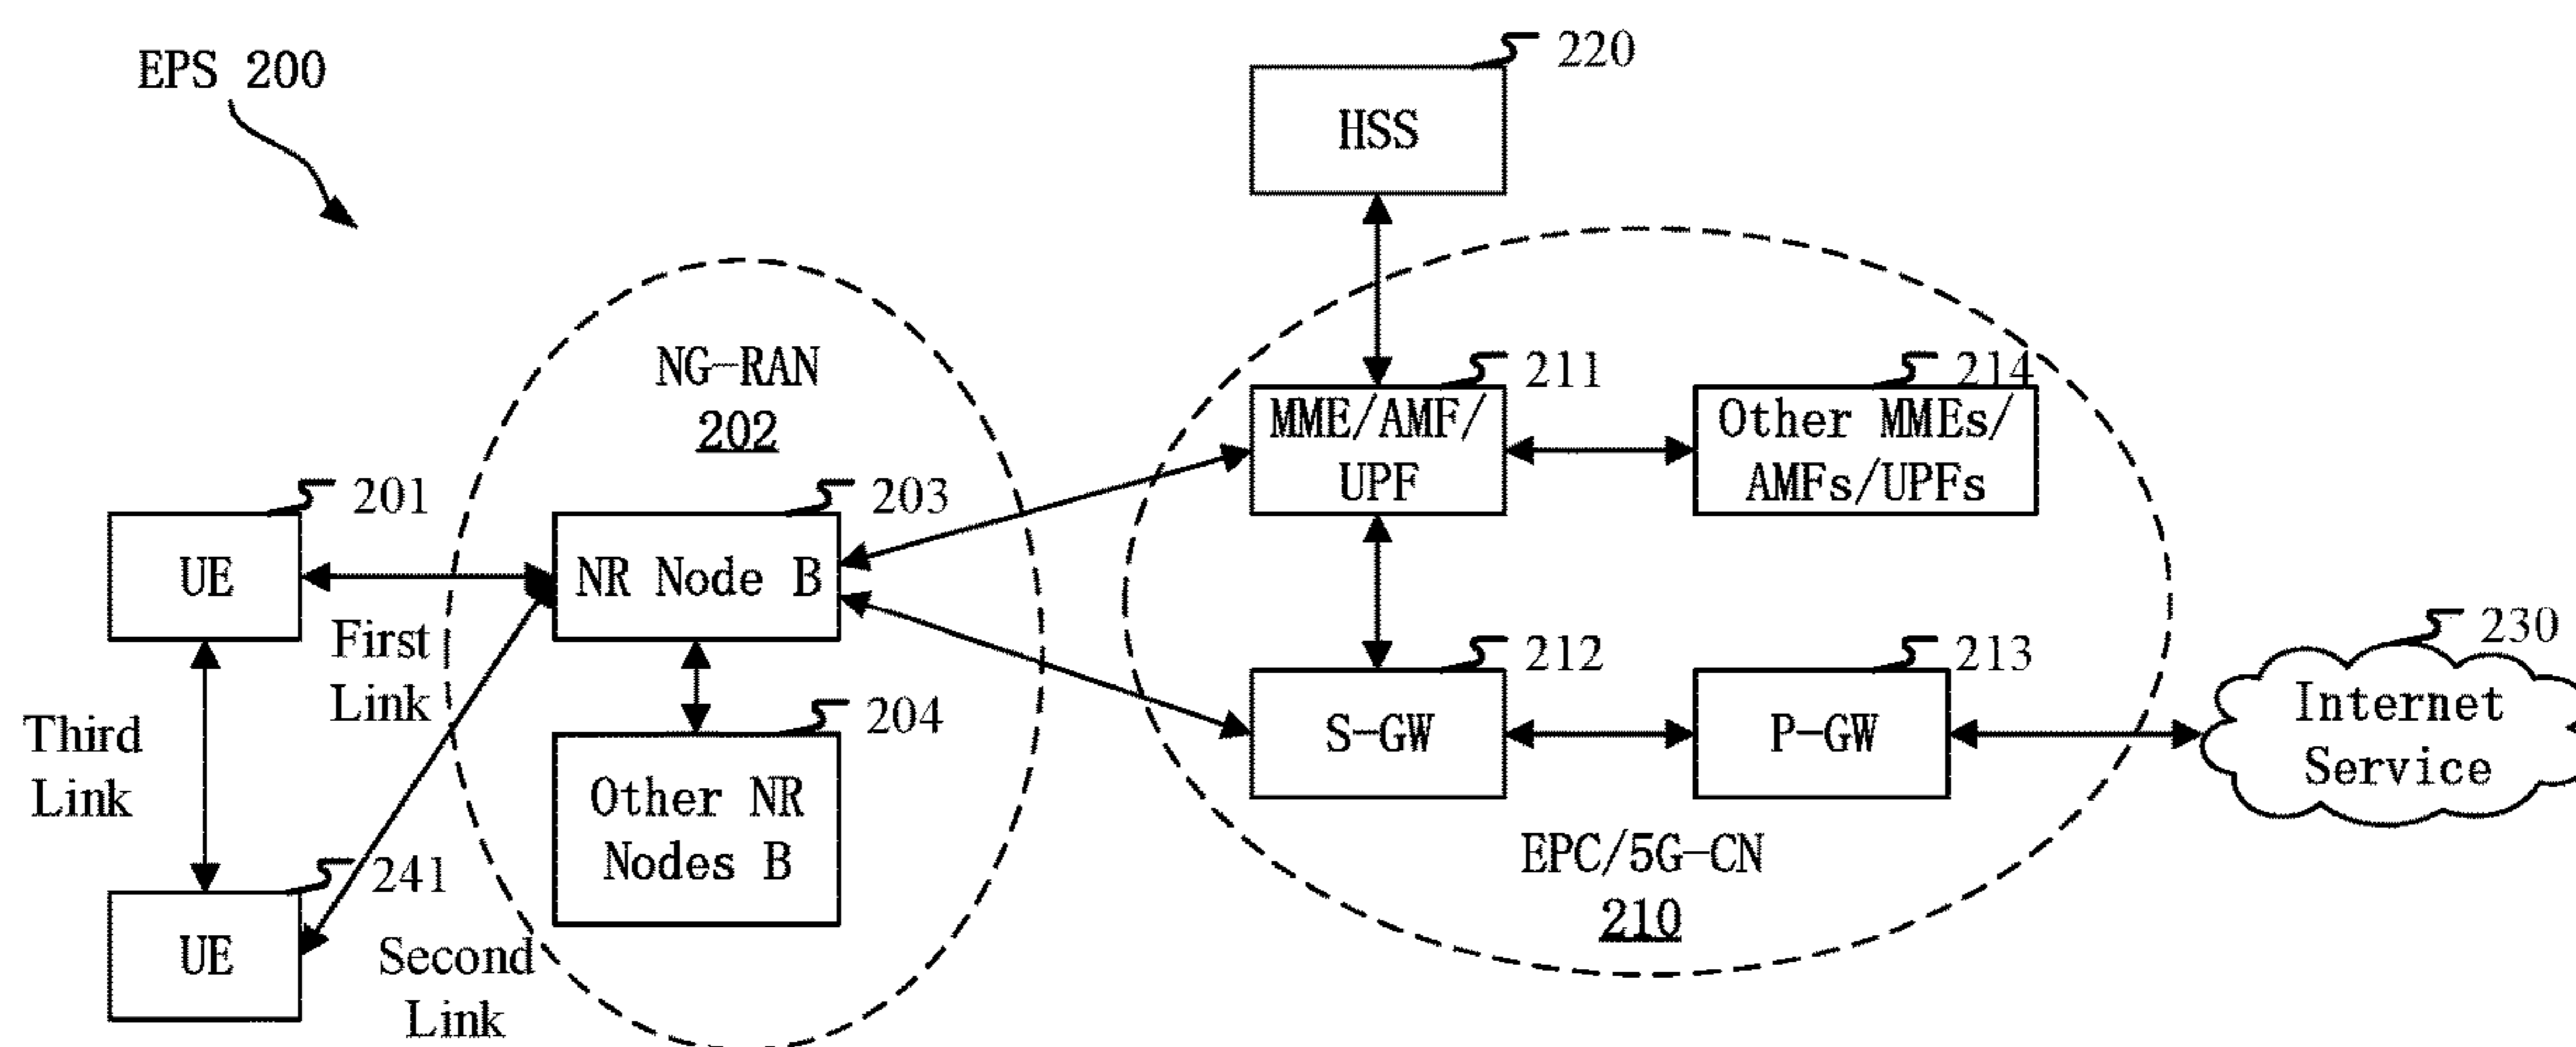 EPS 200
220
HSS
NG-RAN
202
211
MME/AMF/
UPF
214
Other MMEs/
AMFs/UPFs
201
UE
203
NR Node B
First
Link
Third
Link
204
Other NR
Nodes B
212
S-GW
213
P-GW
230
Internet
Service
241
UE
Second
Link
EPC/5G-CN
210